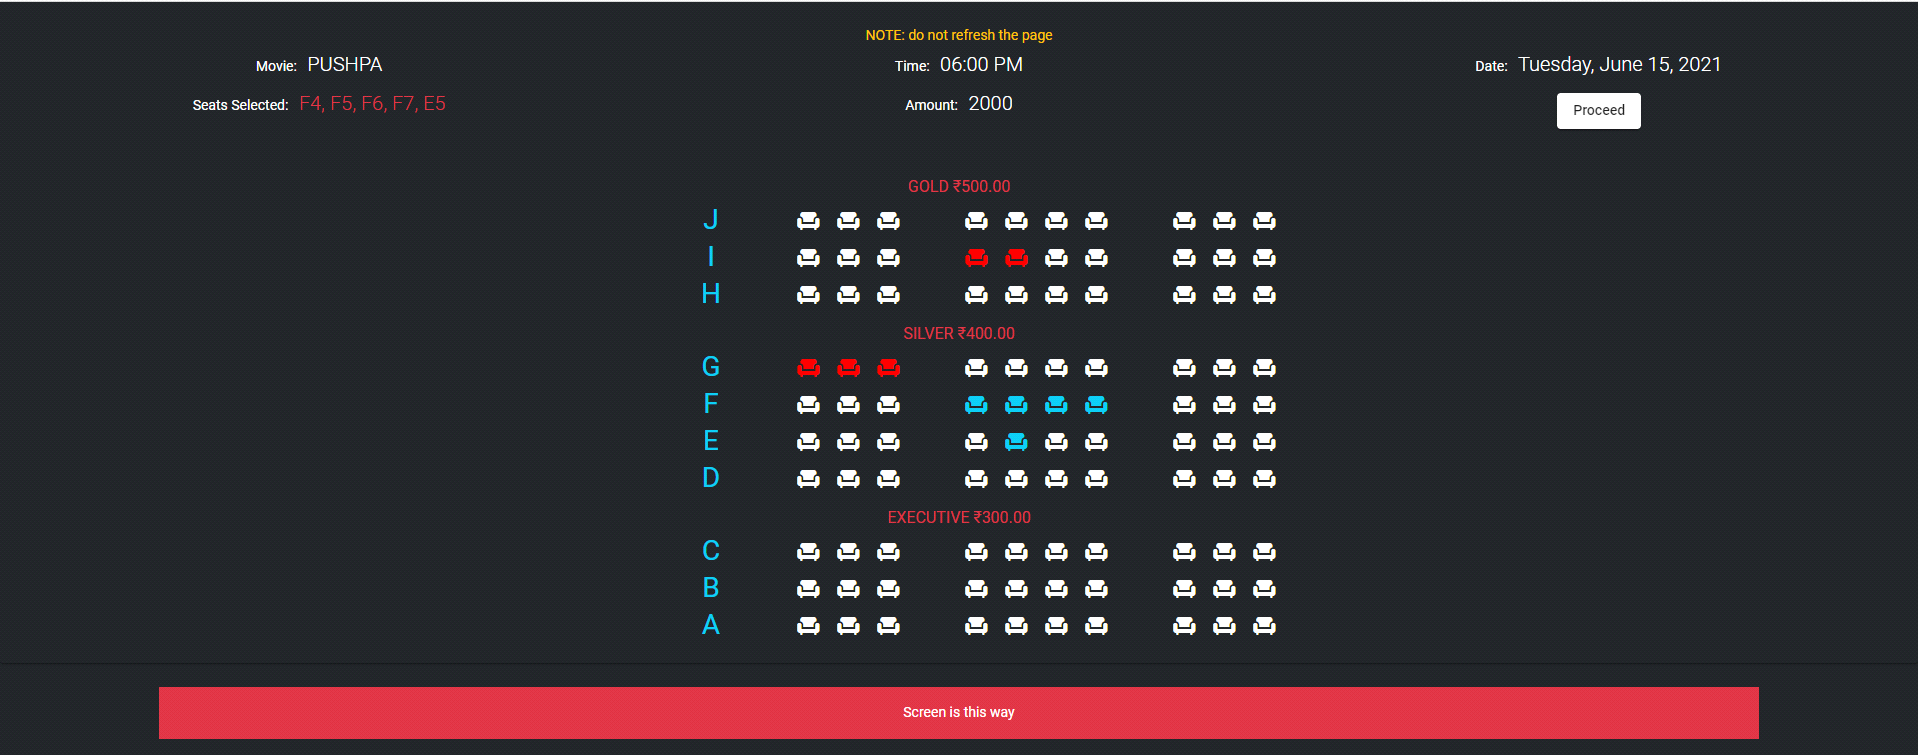 NOTE: do not refresh the page
Movie: PUSHPA
Time: 06:00 PM
Date: Tuesday, June 15, 2021
Seats Selected: F4, F5, F6, F7, E5
Amount: 2000
Proceed
GOLD ₹500.00
J
I
H
SILVER ₹400.00
G
F
E
D
EXECUTIVE ₹300.00
C
B
A
Screen is this way